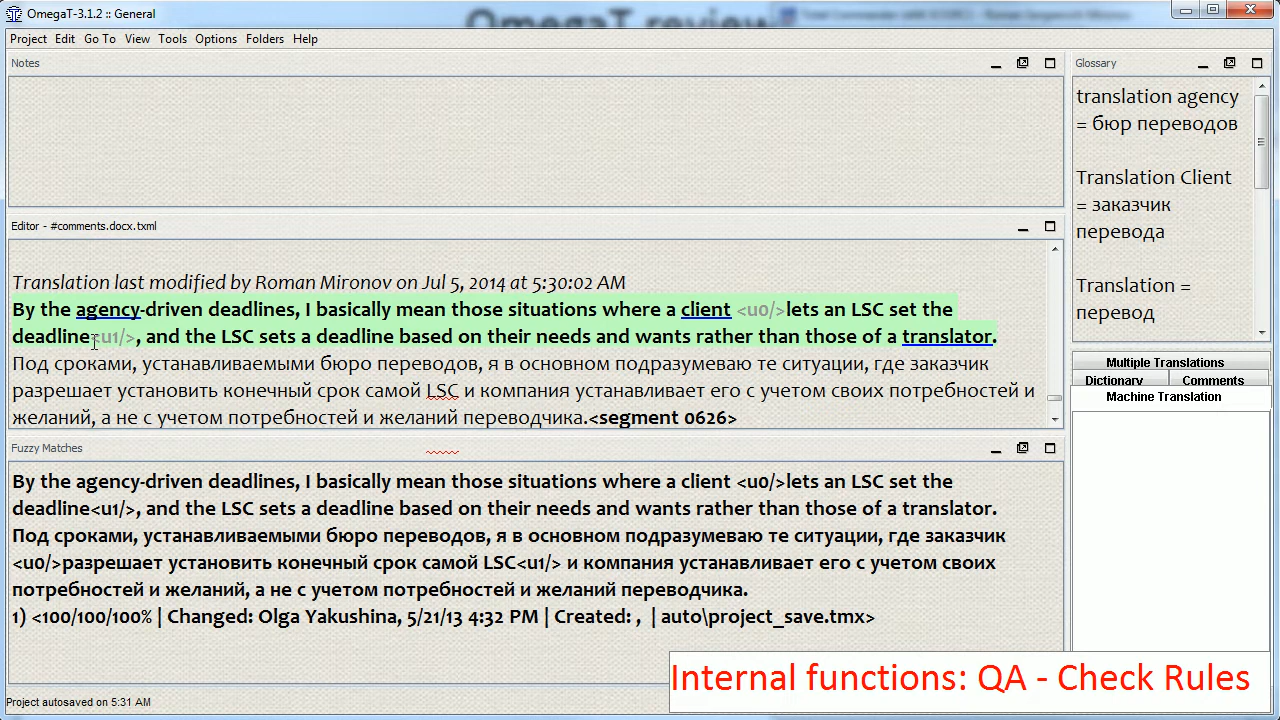 OmegaT-3.1.2 :: General
OmegaT review
Project Edit Go To View Tools Options Folders Help
Notes
Editor - #comments.docx.txml
Translation last modified by Roman Mironov on Jul 5, 2014 at 5:30:02 AM
By the agency-driven deadlines, I basically mean those situations where a client <u0/>lets an LSC set the
deadline<u1/>, and the LSC sets a deadline based on their needs and wants rather than those of a translator.
Под сроками, устанавливаемыми бюро переводов, я в основном подразумеваю те ситуации, где заказчик
разрешает установить конечный срок самой LSC и компания устанавливает его с учетом своих потребностей и
желаний, а не с учетом потребностей и желаний переводчика.<segment 0626>
Fuzzy Matches
By the agency-driven deadlines, I basically mean those situations where a client <u0/>lets an LSC set the
deadline<u1/>, and the LSC sets a deadline based on their needs and wants rather than those of a translator.
Под сроками, устанавливаемыми бюро переводов, я в основном подразумеваю те ситуации, где заказчик
<u0/>разрешает установить конечный срок самой LSC<u1/> и компания устанавливает его с учетом своих
потребностей и желаний, а не с учетом потребностей и желаний переводчика.
1) <100/100/100% | Changed: Olga Yakushina, 5/21/13 4:32 PM | Created: , | auto\project_save.tmx>
Glossary
translation agency
= бюр переводов
Translation Client
= заказчик
перевода
Translation =
перевод
Multiple Translations
Dictionary Comments
Machine Translation
Internal functions: QA - Check Rules
Project autosaved on 5:31 AM